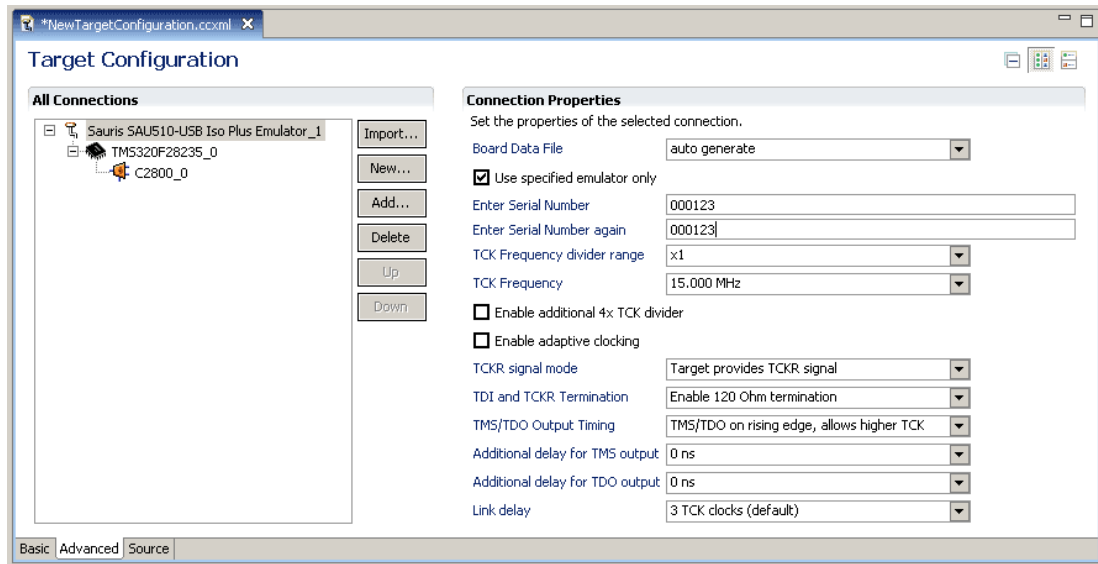 *NewTargetConfiguration.ccxml
Target Configuration
All Connections
Sauris SAU510-USB Iso Plus Emulator_1
TMS320F28235_0
C2800_0
Import...
New...
Add...
Delete
Up
Down
Connection Properties
Set the properties of the selected connection.
Board Data File auto generate
Use specified emulator only
Enter Serial Number 000123
Enter Serial Number again 000123
TCK Frequency divider range x1
TCK Frequency 15.000 MHz
Enable additional 4x TCK divider
Enable adaptive clocking
TCKR signal mode Target provides TCKR signal
TDI and TCKR Termination Enable 120 Ohm termination
TMS/TDO Output Timing TMS/TDO on rising edge, allows higher TCK
Additional delay for TMS output 0 ns
Additional delay for TDO output 0 ns
Link delay 3 TCK clocks (default)
Basic Advanced Source